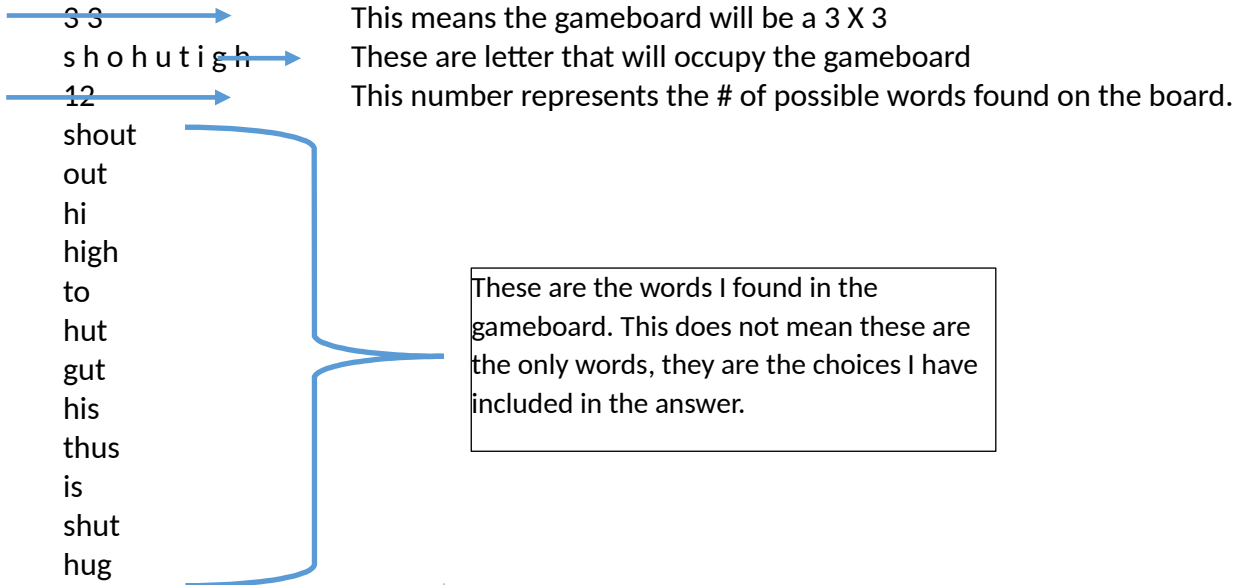 3 3 This means the gameboard will be a 3 X 3
s h o h u t i g h These are letter that will occupy the gameboard
12 This number represents the # of possible words found on the board.
shout
out
hi
high
to
hut
gut
his
thus
is
shut
hug
These are the words I found in the
gameboard. This does not mean these are
the only words, they are the choices I have
included in the answer.